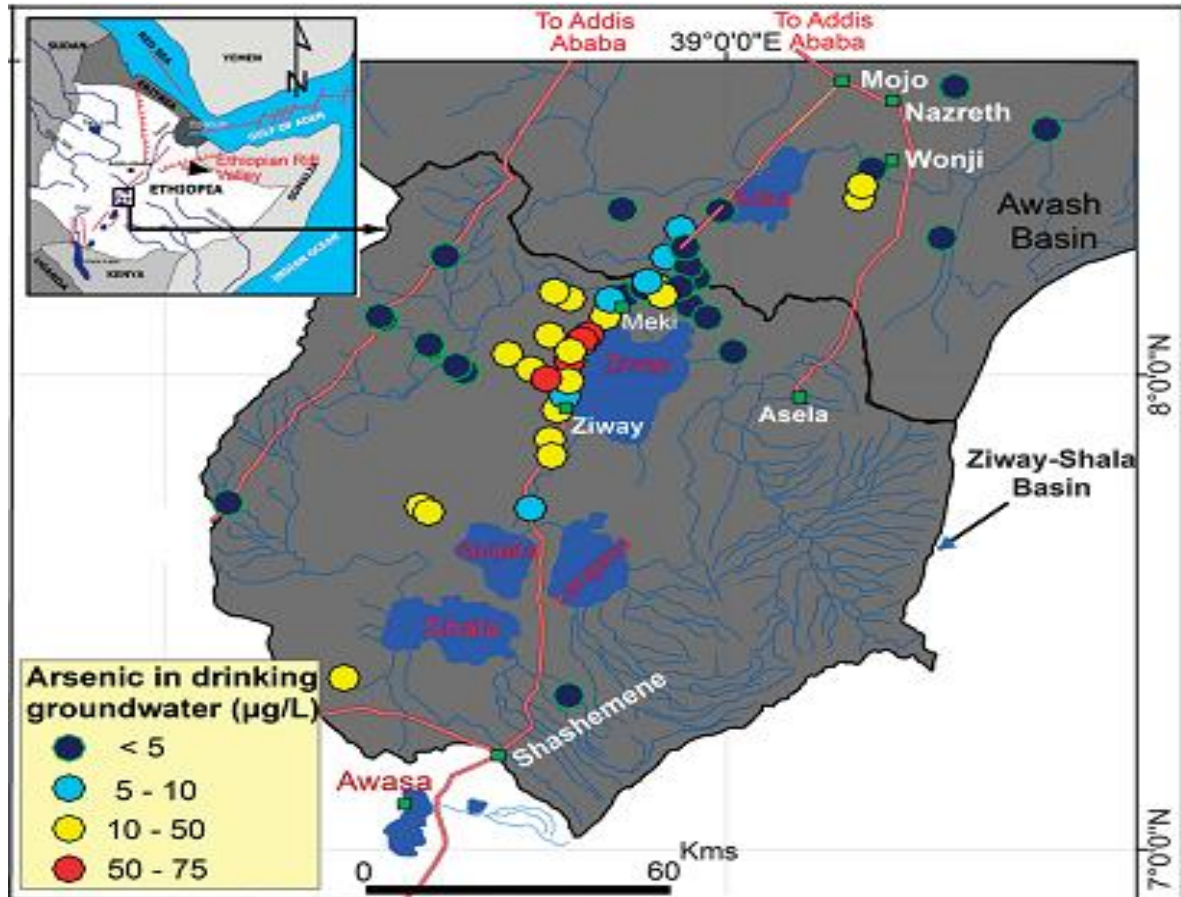 To Addis
Ababa
To Addis
Ababa
39°0'0"E
SUDAN
RED SEA
YEMEN
N
ERITREA
GULF OF ADEN
Ethiopian Rift
Valley
ETHIOPIA
KENYA
INDIAN OCEAN
Mojo
Nazreth
Wonji
Awash
Basin
Meki
Ziway
8°0'0"N
Asela
Ziway
Ziway-Shala
Basin
Shala
Shashemene
Awasa
Arsenic in drinking
groundwater (µg/L)
< 5
5 - 10
10 - 50
50 - 75
0
60
Kms
7°0'0"N